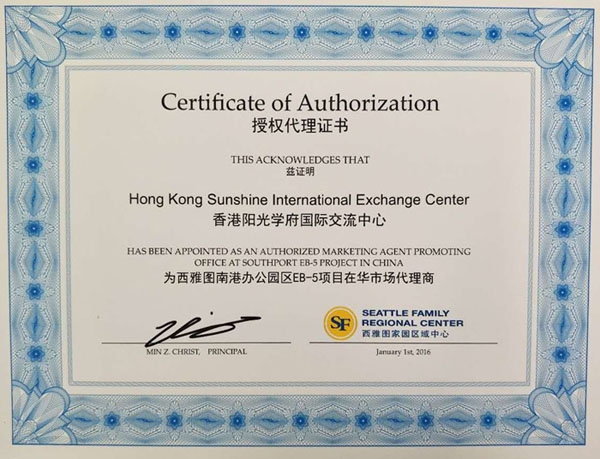 Certificate of Authorization
授权代理证书
THIS ACKNOWLEDGES THAT
兹证明
Hong Kong Sunshine International Exchange Center
香港阳光学府国际交流中心
HAS BEEN APPOINTED AS AN AUTHORIZED MARKETING AGENT PROMOTING
OFFICE AT SOUTHPORT EB-5 PROJECT IN CHINA
为西雅图南港办公园区EB-5项目在华市场代理商
MIN Z. CHRIST, PRINCIPAL
SF
SEATTLE FAMILY
REGIONAL CENTER
西雅图家园区域中心
January 1st, 2016